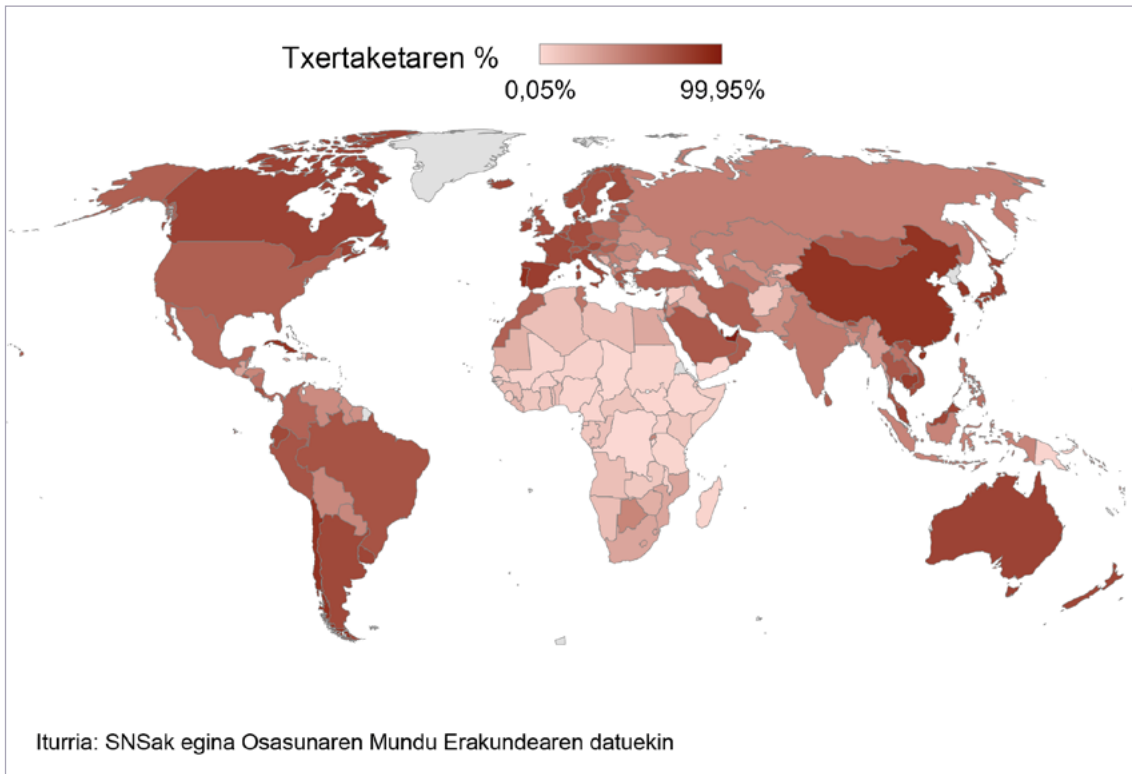 Txertaketaren %
0,05% 99,95%
Iturria: SNSak egina Osasunaren Mundu Erakundearen datuekin